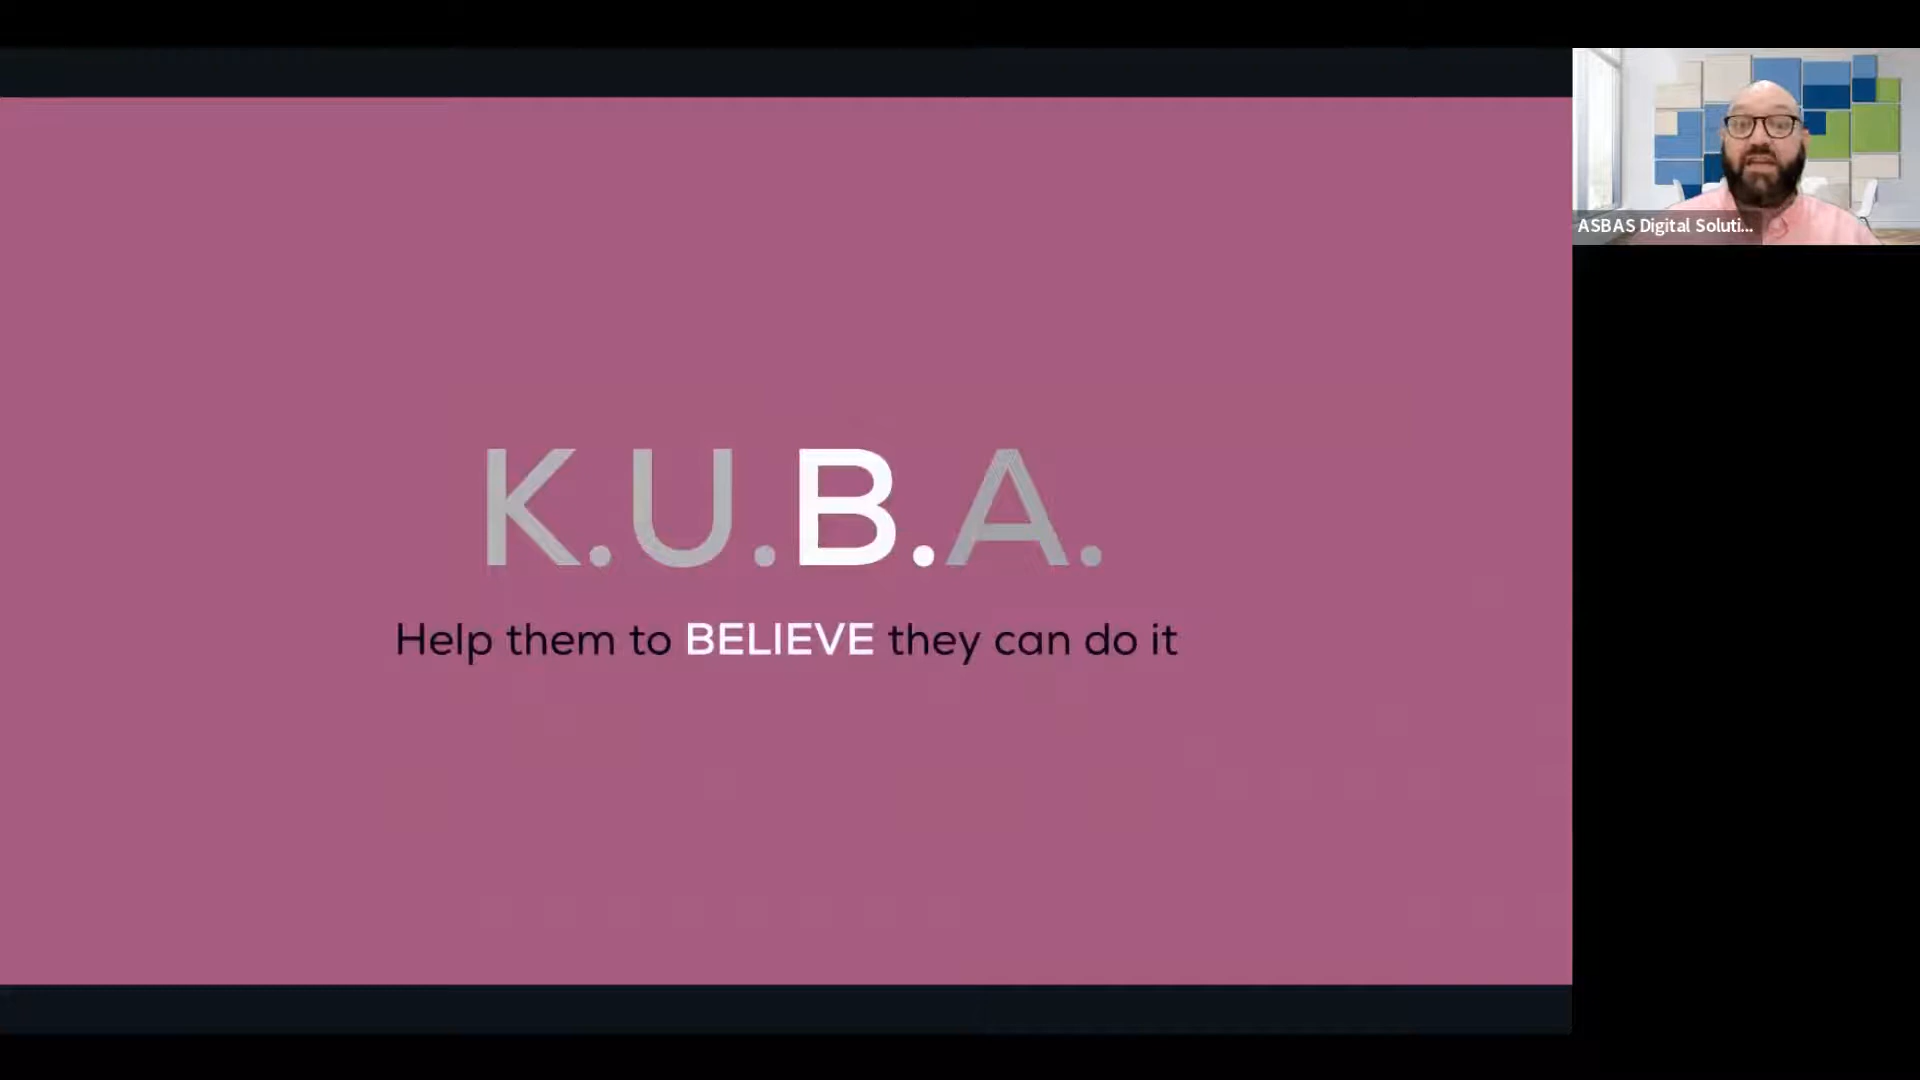 K.U.B.A.
Help them to BELIEVE they can do it
ASBAS Digital Soluti...